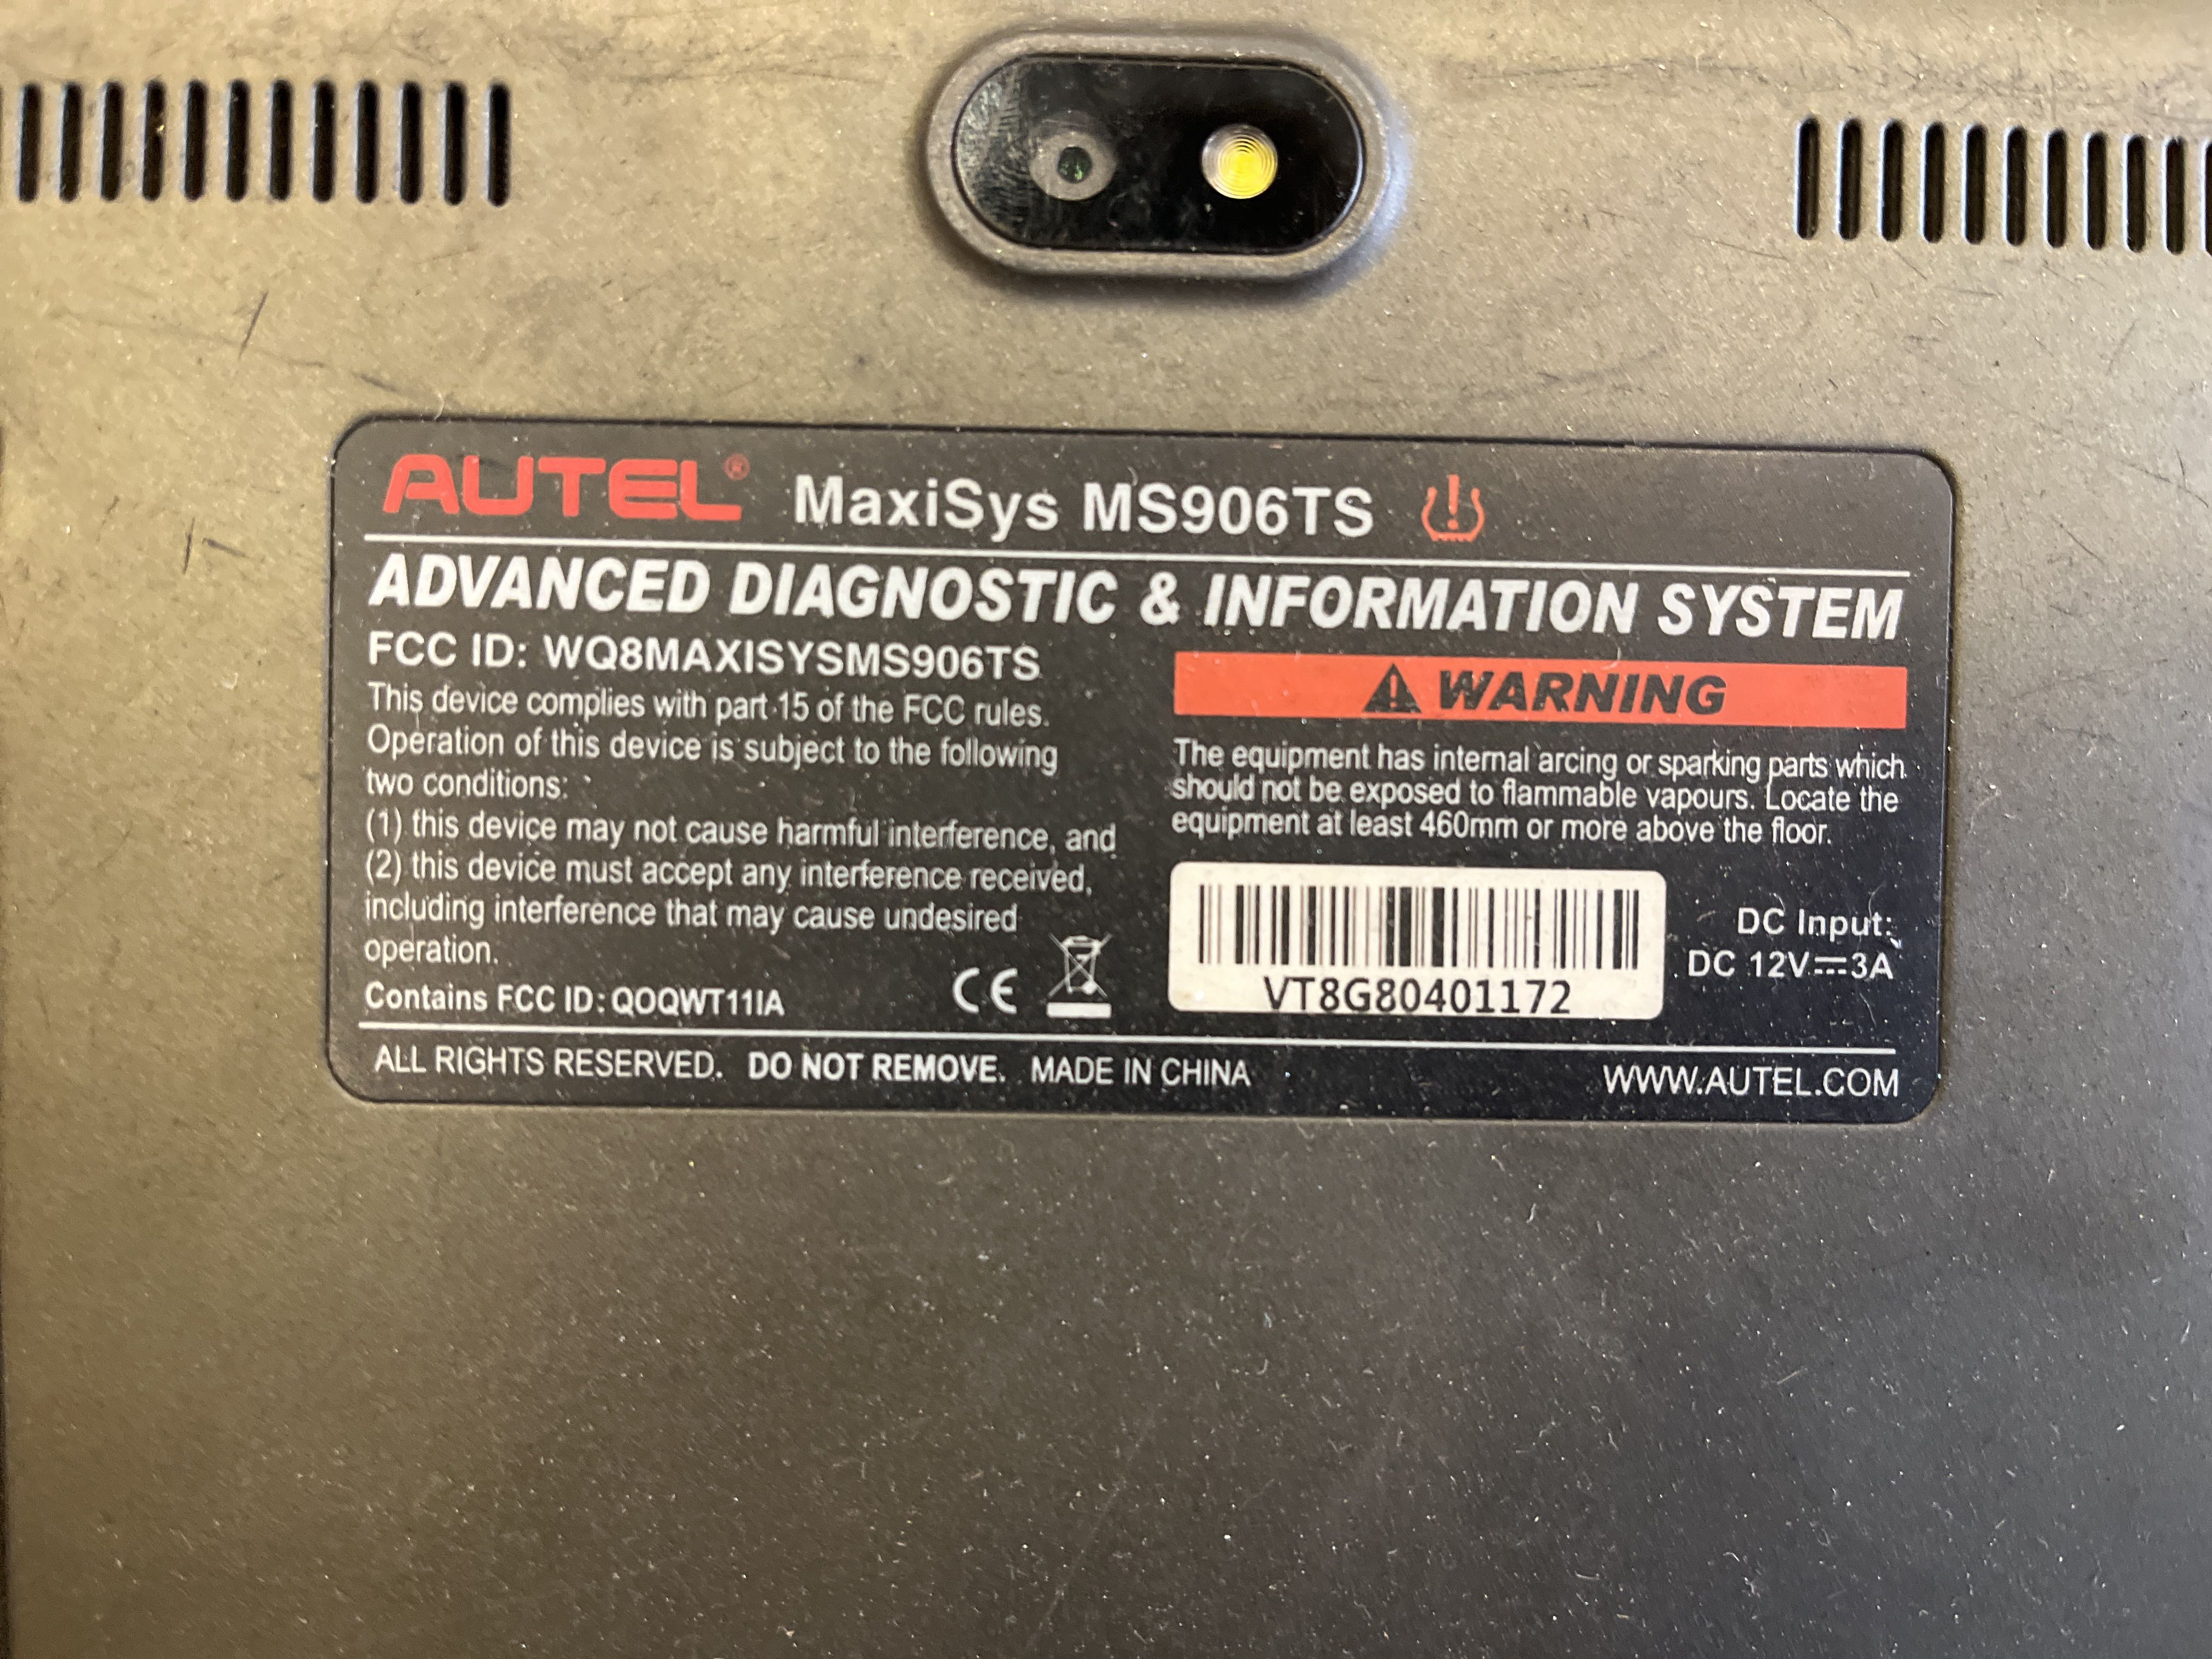 AUTEL® MaxiSys MS906TS
ADVANCED DIAGNOSTIC & INFORMATION SYSTEM
FCC ID: WQ8MAXISYSMS906TS
This device complies with part 15 of the FCC rules.
Operation of this device is subject to the following
two conditions:
(1) this device may not cause harmful interference, and
(2) this device must accept any interference received,
including interference that may cause undesired
operation.
Contains FCC ID: QOQWT11IA
CE
WARNING
The equipment has internal arcing or sparking parts which
should not be exposed to flammable vapours. Locate the
equipment at least 460mm or more above the floor.
VT8G80401172
DC Input:
DC 12V⎓3A
ALL RIGHTS RESERVED. DO NOT REMOVE. MADE IN CHINA
WWW.AUTEL.COM